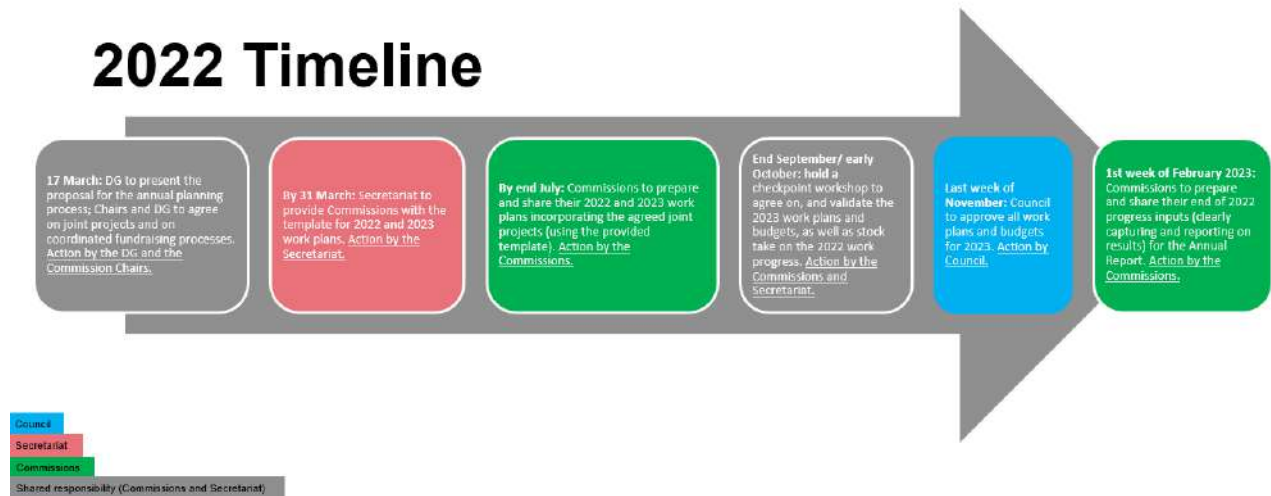 2022 Timeline
17 March: DG to present the
proposal for the annual planning
process; Chairs and DG to agree
on joint projects and on
coordinated fundraising processes.
Action by the DG and the
Commission Chairs.
By 31 March: Secretariat to
provide Commissions with the
template for 2022 and 2023
work plans. Action by the
Secretariat.
By end July: Commissions to prepare
and share their 2022 and 2023 work
plans incorporating the agreed joint
projects (using the provided
template). Action by the
Commissions.
End September/ early
October: hold a
checkpoint workshop to
agree on, and validate the
2023 work plans and
budgets, as well as stock
take on the 2022 work
progress. Action by the
Commissions and
Secretariat.
Last week of
November: Council
to approve all work
plans and budgets
for 2023. Action by
Council.
1st week of February 2023:
Commissions to prepare
and share their end of 2022
progress inputs (clearly
capturing and reporting on
results) for the Annual
Report. Action by the
Commissions.
Council
Secretariat
Commissions
Shared responsibility (Commissions and Secretariat)